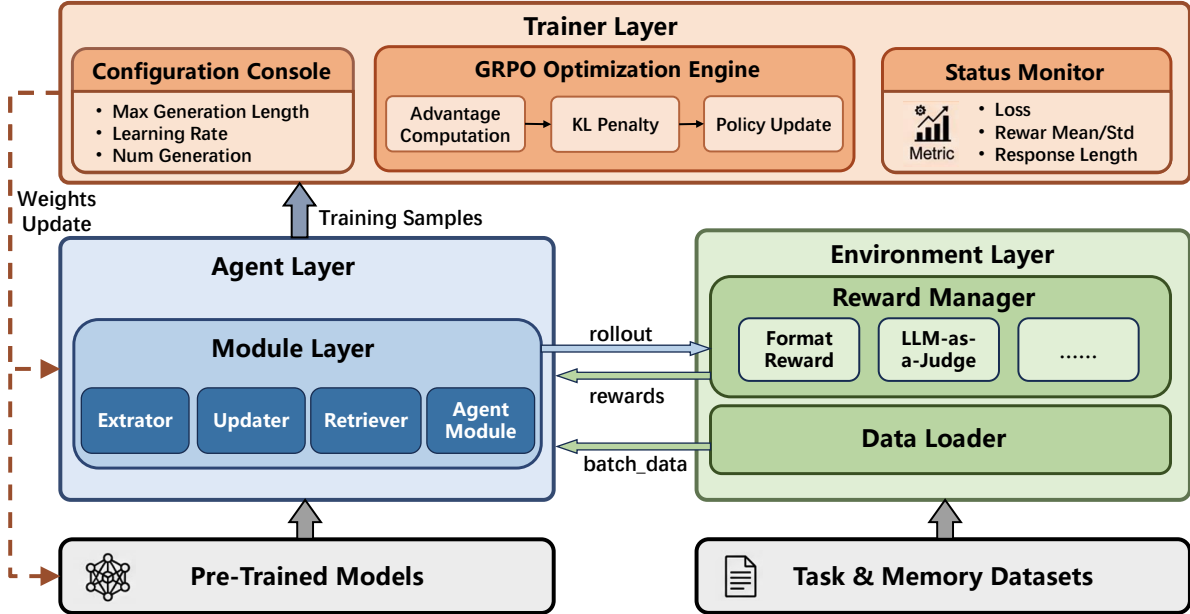 Trainer Layer
Configuration Console
• Max Generation Length
• Learning Rate
• Num Generation
GRPO Optimization Engine
Advantage
Computation
KL Penalty
Policy Update
Status Monitor
Metric
• Loss
• Rewar Mean/Std
• Response Length
Weights
Update
Training Samples
Agent Layer
Module Layer
Extrator
Updater
Retriever
Agent
Module
rollout
rewards
batch_data
Environment Layer
Reward Manager
Format
Reward
LLM-as-
a-Judge
......
Data Loader
Pre-Trained Models
Task & Memory Datasets